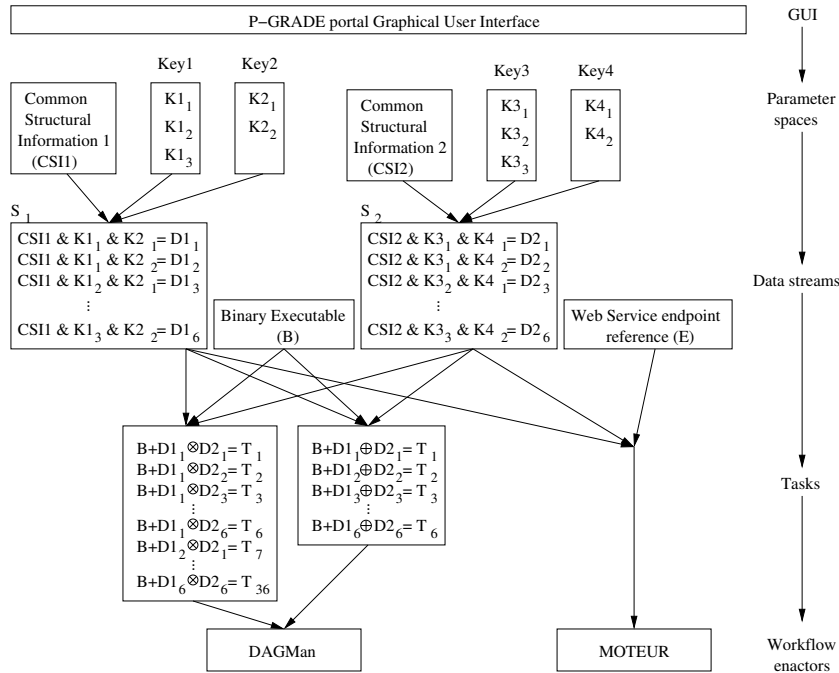 P−GRADE portal Graphical User Interface
GUI
Key1
Key2
Key3
Key4
Common
Structural
Information 1
(CSI1)
K1₁
K1₂
K1₃
K2₁
K2₂
Common
Structural
Information 2
(CSI2)
K3₁
K3₂
K3₃
K4₁
K4₂
Parameter
spaces
S₁
CSI1 & K1₁ & K2₁= D1₁
CSI1 & K1₁ & K2₂= D1₂
CSI1 & K1₂ & K2₁= D1₃
⋮
CSI1 & K1₃ & K2₂= D1₆
Binary Executable
(B)
S₂
CSI2 & K3₁ & K4₁= D2₁
CSI2 & K3₁ & K4₂= D2₂
CSI2 & K3₂ & K4₁= D2₃
⋮
CSI2 & K3₃ & K4₂= D2₆
Web Service endpoint
reference (E)
Data streams
B+D1₁⊗D2₁= T₁
B+D1₁⊗D2₂= T₂
B+D1₁⊗D2₃= T₃
⋮
B+D1₁⊗D2₆= T₆
B+D1₂⊗D2₁= T₇
⋮
B+D1₆⊗D2₆= T₃₆
B+D1₁⊕D2₁= T₁
B+D1₂⊕D2₂= T₂
B+D1₃⊕D2₃= T₃
⋮
B+D1₆⊕D2₆= T₆
Tasks
DAGMan
MOTEUR
Workflow
enactors